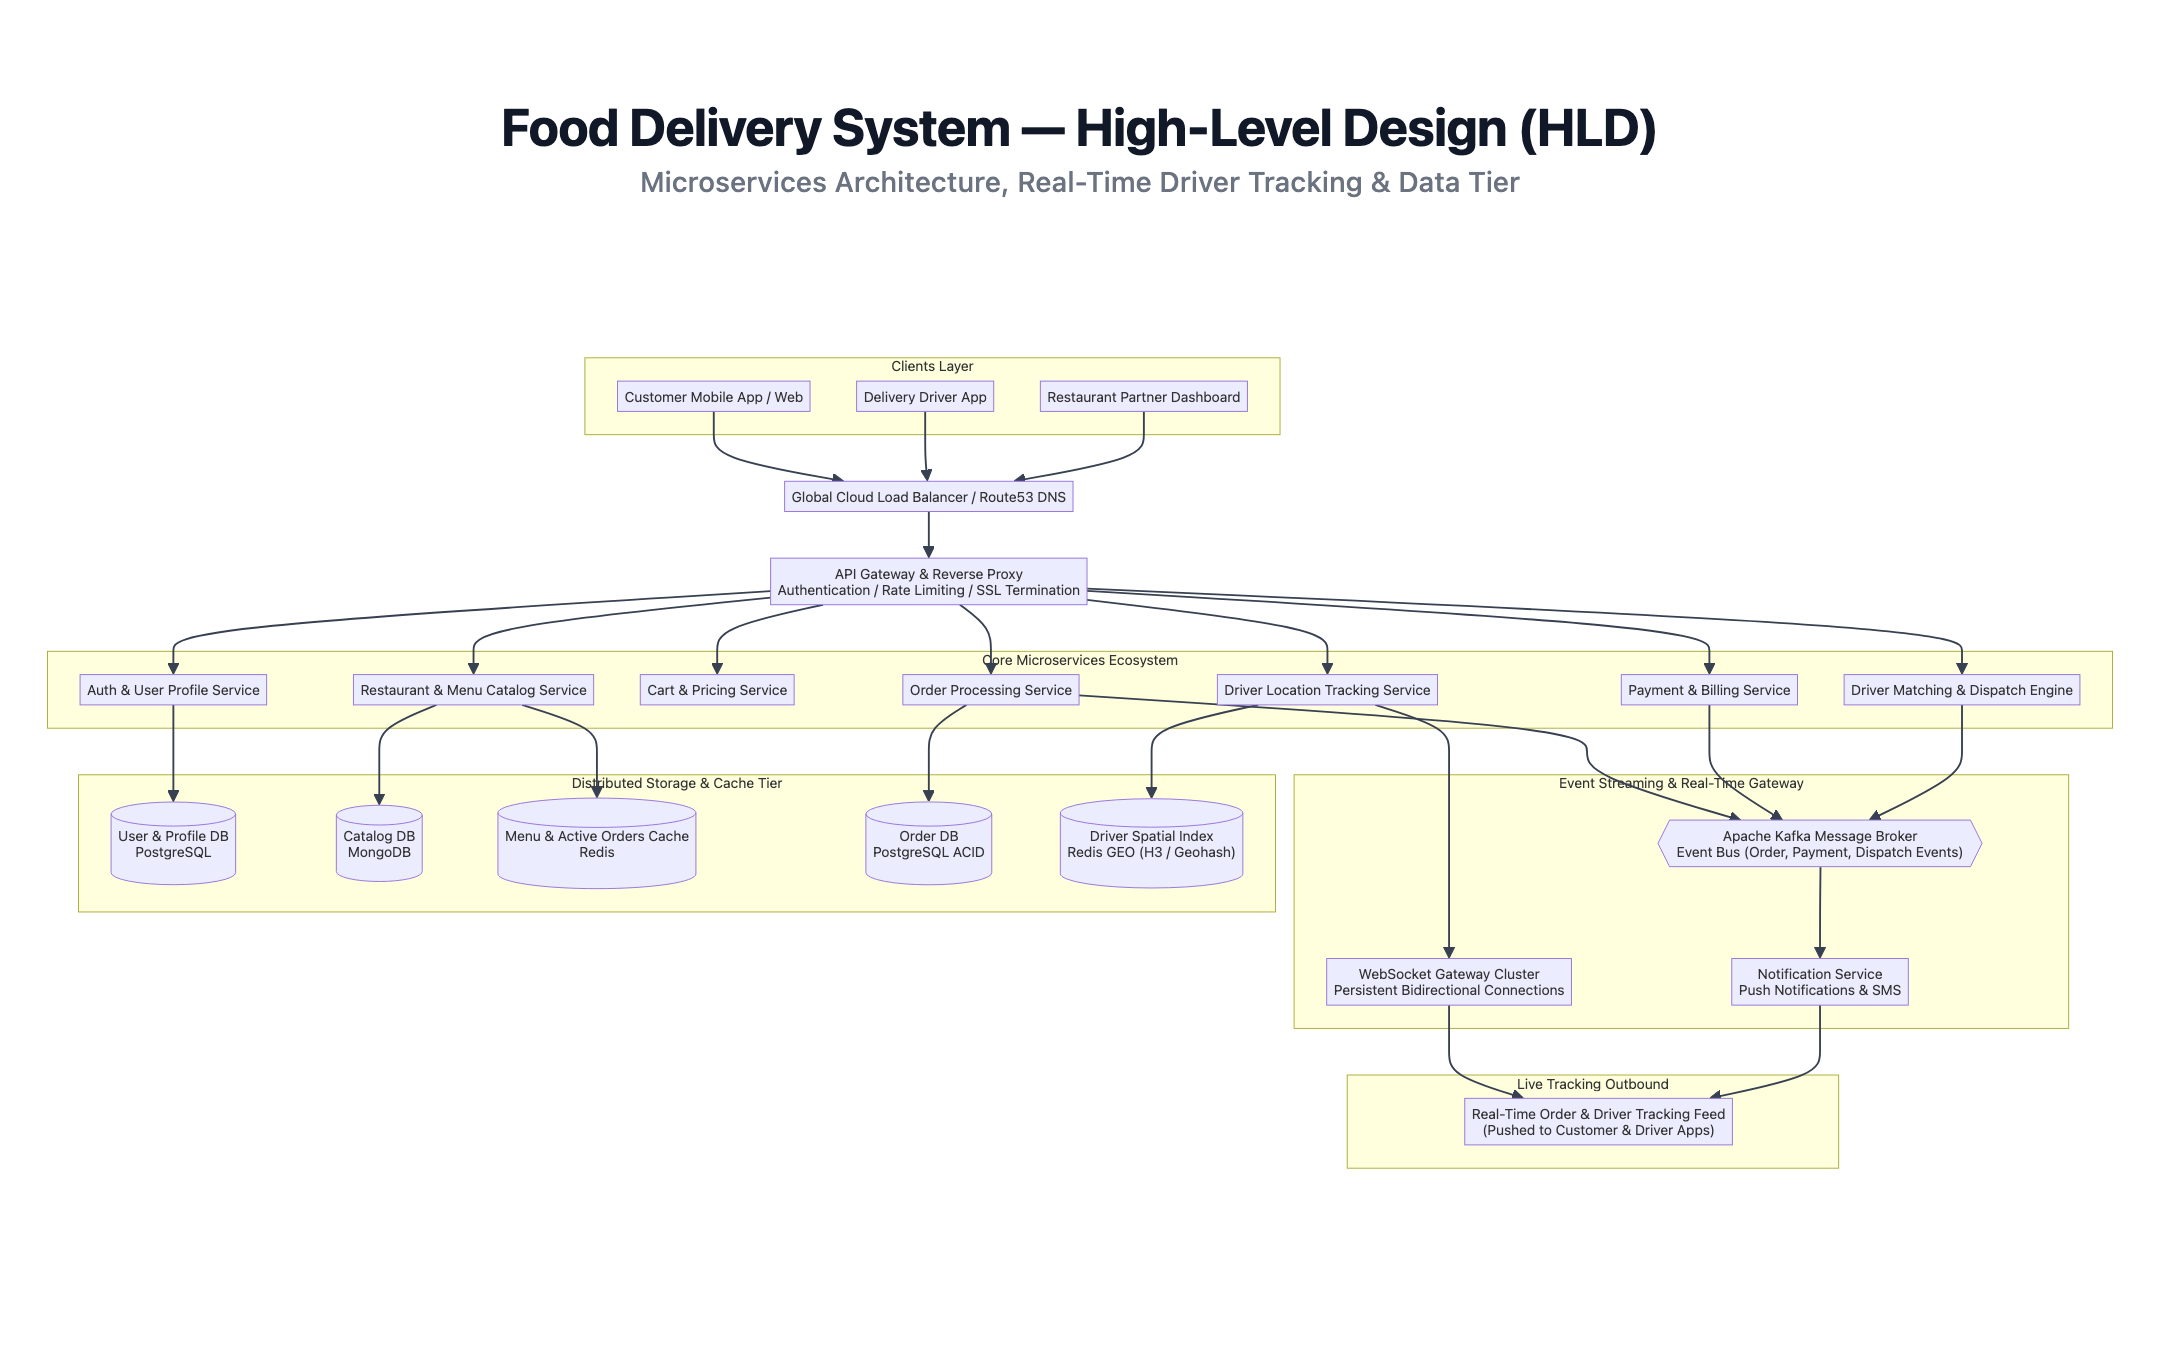 Food Delivery System — High-Level Design (HLD)
Microservices Architecture, Real-Time Driver Tracking & Data Tier
Clients Layer
Customer Mobile App / Web
Delivery Driver App
Restaurant Partner Dashboard
Global Cloud Load Balancer / Route53 DNS
API Gateway & Reverse Proxy
Authentication / Rate Limiting / SSL Termination
Core Microservices Ecosystem
Auth & User Profile Service
Restaurant & Menu Catalog Service
Cart & Pricing Service
Order Processing Service
Driver Location Tracking Service
Payment & Billing Service
Driver Matching & Dispatch Engine
Distributed Storage & Cache Tier
User & Profile DB
PostgreSQL
Catalog DB
MongoDB
Menu & Active Orders Cache
Redis
Order DB
PostgreSQL ACID
Driver Spatial Index
Redis GEO (H3 / Geohash)
Event Streaming & Real-Time Gateway
Apache Kafka Message Broker
Event Bus (Order, Payment, Dispatch Events)
WebSocket Gateway Cluster
Persistent Bidirectional Connections
Notification Service
Push Notifications & SMS
Live Tracking Outbound
Real-Time Order & Driver Tracking Feed
(Pushed to Customer & Driver Apps)